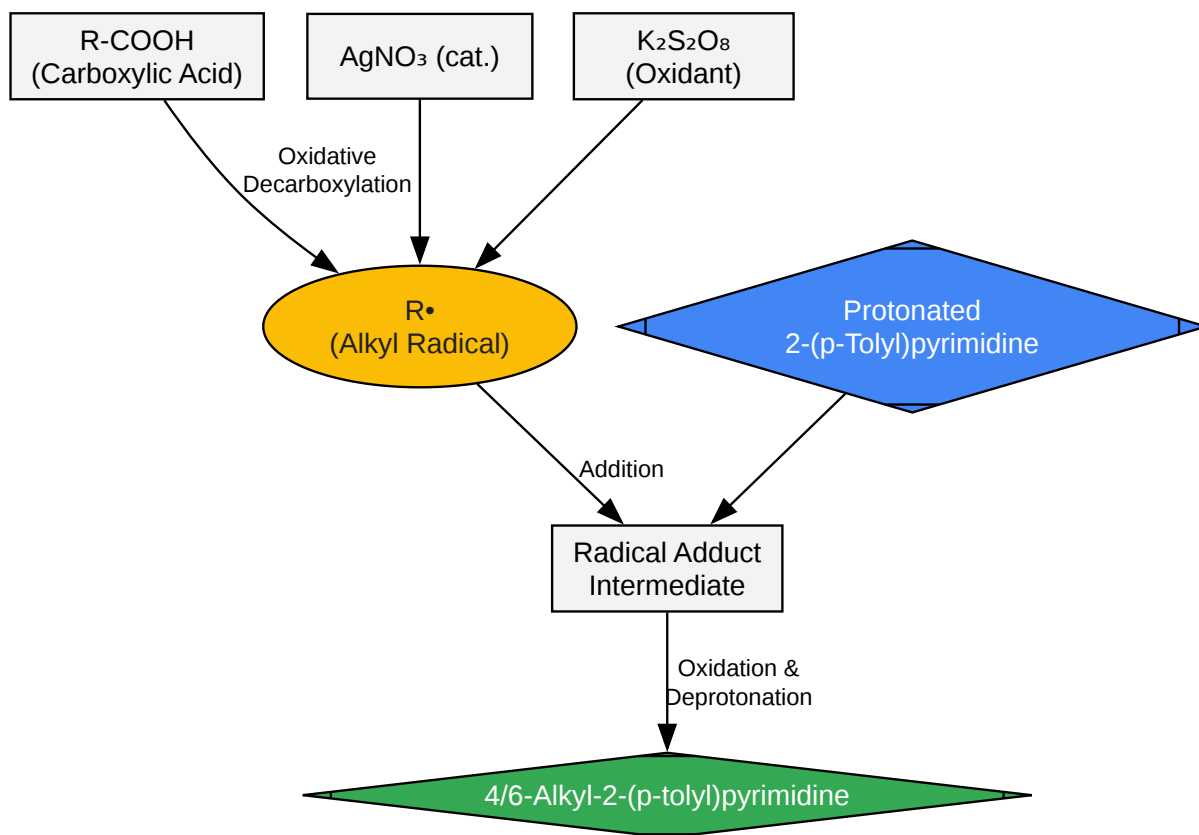 R-COOH
(Carboxylic Acid)
AgNO₃ (cat.)
K₂S₂O₈
(Oxidant)
Oxidative
Decarboxylation
R•
(Alkyl Radical)
Protonated
2-(p-Tolyl)pyrimidine
Addition
Radical Adduct
Intermediate
Oxidation &
Deprotonation
4/6-Alkyl-2-(p-tolyl)pyrimidine